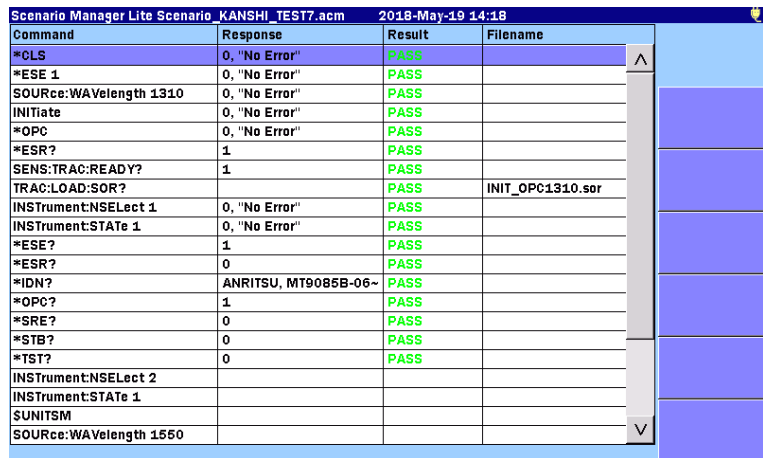 Scenario Manager Lite Scenario_KANSHI_TEST7.acm 2018-May-19 14:18
Command Response Result Filename
*CLS 0, "No Error" PASS
*ESE 1 0, "No Error" PASS
SOURce:WAVelength 1310 0, "No Error" PASS
INITiate 0, "No Error" PASS
*OPC 0, "No Error" PASS
*ESR? 1 PASS
SENS:TRAC:READY? 1 PASS
TRAC:LOAD:SOR? PASS INIT_OPC1310.sor
INSTrument:NSELect 1 0, "No Error" PASS
INSTrument:STATe 1 0, "No Error" PASS
*ESE? 1 PASS
*ESR? 0 PASS
*IDN? ANRITSU, MT9085B-06~ PASS
*OPC? 1 PASS
*SRE? 0 PASS
*STB? 0 PASS
*TST? 0 PASS
INSTrument:NSELect 2
INSTrument:STATe 1
$UNITSM
SOURce:WAVelength 1550